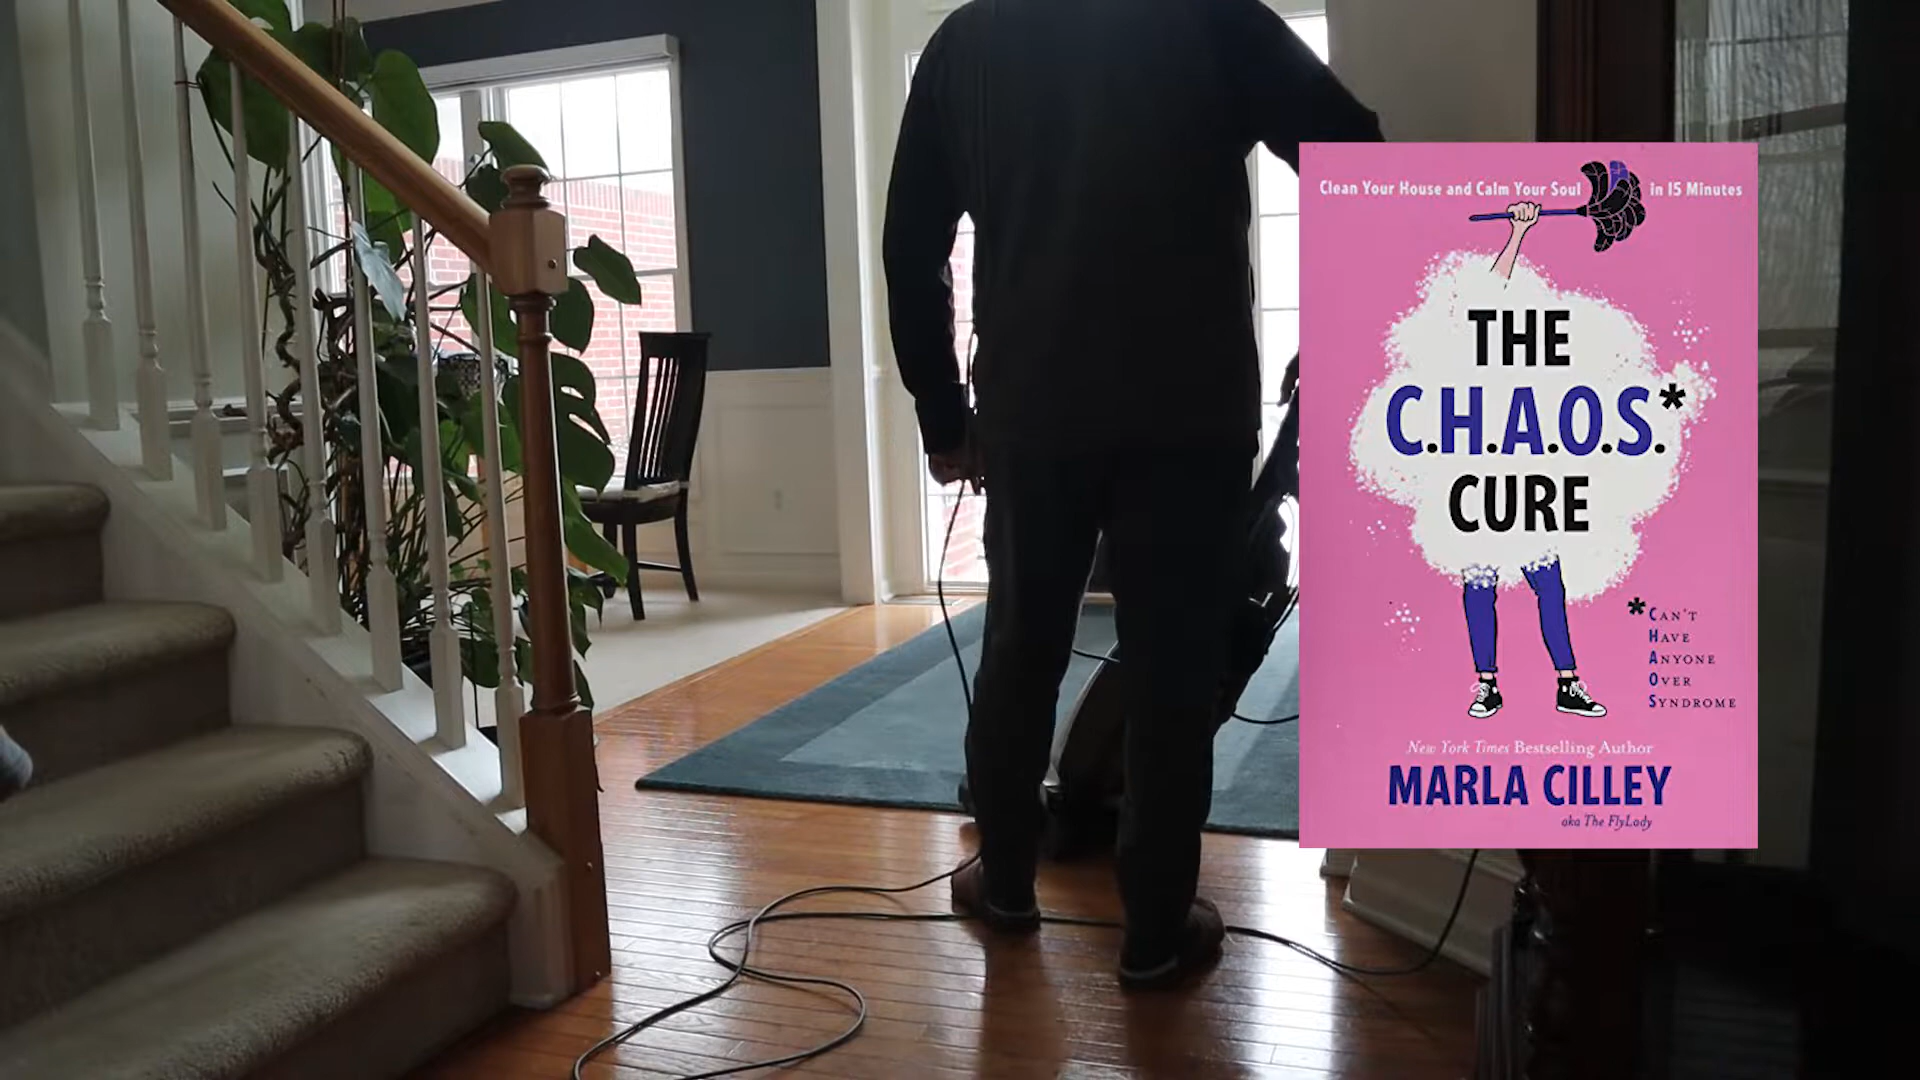 Clean Your House and Calm Your Soul in 15 Minutes
THE
C.H.A.O.S.*
CURE
*CAN'T
HAVE
ANYONE
OVER
SYNDROME
New York Times Bestselling Author
MARLA CILLEY
aka The FlyLady